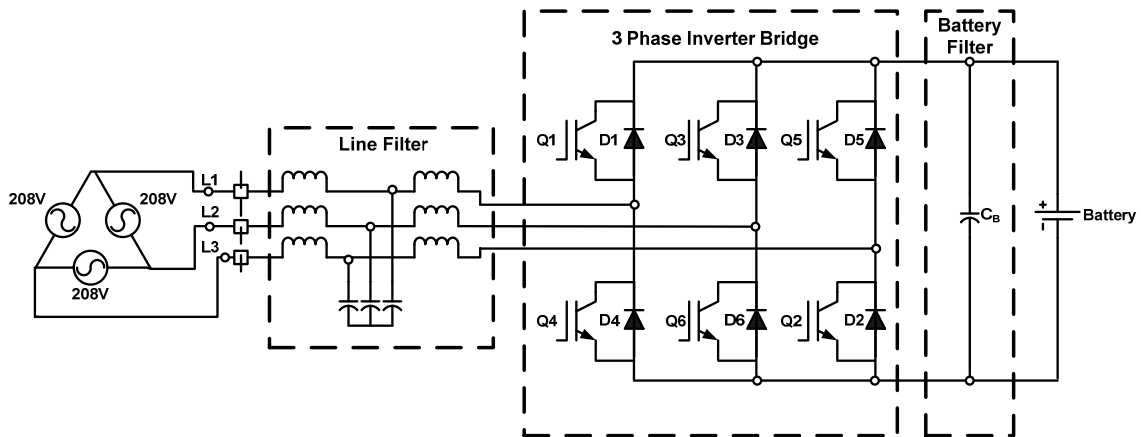 3 Phase Inverter Bridge
Battery
Filter
Line Filter
Q1
D1
Q3
D3
Q5
D5
208V
208V
L1
L2
L3
208V
CB
+
-
Battery
Q4
D4
Q6
D6
Q2
D2